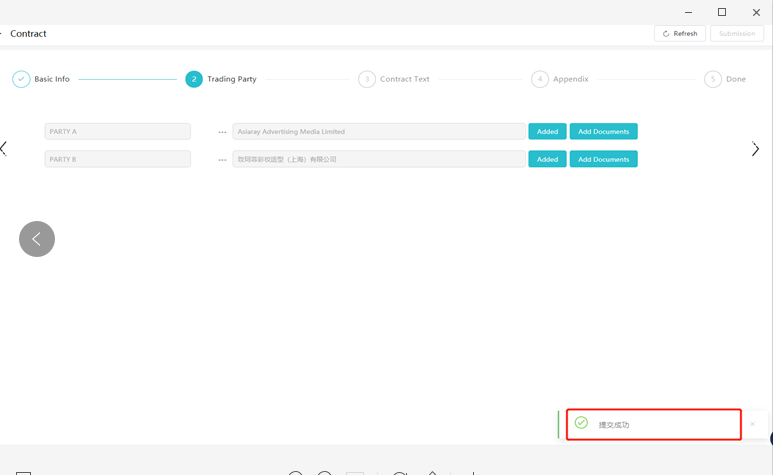 Contract
Refresh
Submission
Basic Info
2 Trading Party
3 Contract Text
4 Appendix
5 Done
PARTY A --- Asiaray Advertising Media Limited Added Add Documents
PARTY B --- 玫珂菲彩妆造型（上海）有限公司 Added Add Documents
提交成功